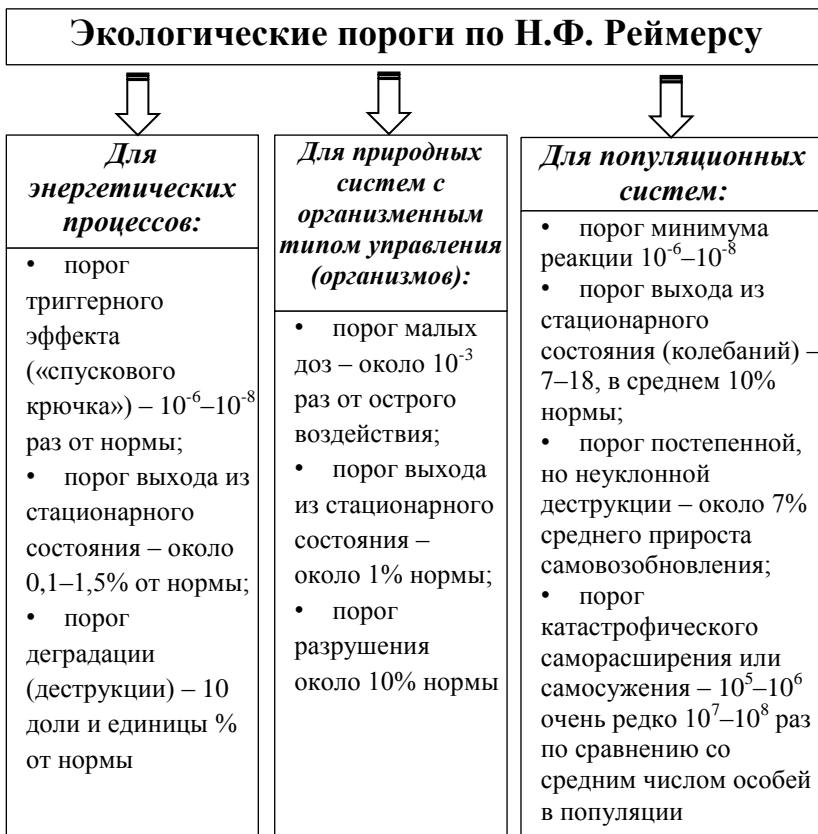 Экологические пороги по Н.Ф. Реймерсу
Для
энергетических
процессов:
• порог
триггерного
эффекта
(«спускового
крючка») – 10⁻⁶–10⁻⁸
раз от нормы;
• порог выхода из
стационарного
состояния – около
0,1–1,5% от нормы;
• порог
деградации
(деструкции) – 10
доли и единицы %
от нормы
Для природных
систем с
организменным
типом управления
(организмов):
• порог малых
доз – около 10⁻³
раз от острого
воздействия;
• порог выхода
из стационарного
состояния –
около 1% нормы;
• порог
разрушения
около 10% нормы
Для популяционных
систем:
• порог минимума
реакции 10⁻⁶–10⁻⁸
• порог выхода из
стационарного
состояния (колебаний) –
7–18, в среднем 10%
нормы;
• порог постепенной,
но неуклонной
деструкции – около 7%
среднего прироста
самовозобновления;
• порог
катастрофического
саморасширения или
самосужения – 10⁵–10⁶
очень редко 10⁷–10⁸ раз
по сравнению со
средним числом особей
в популяции